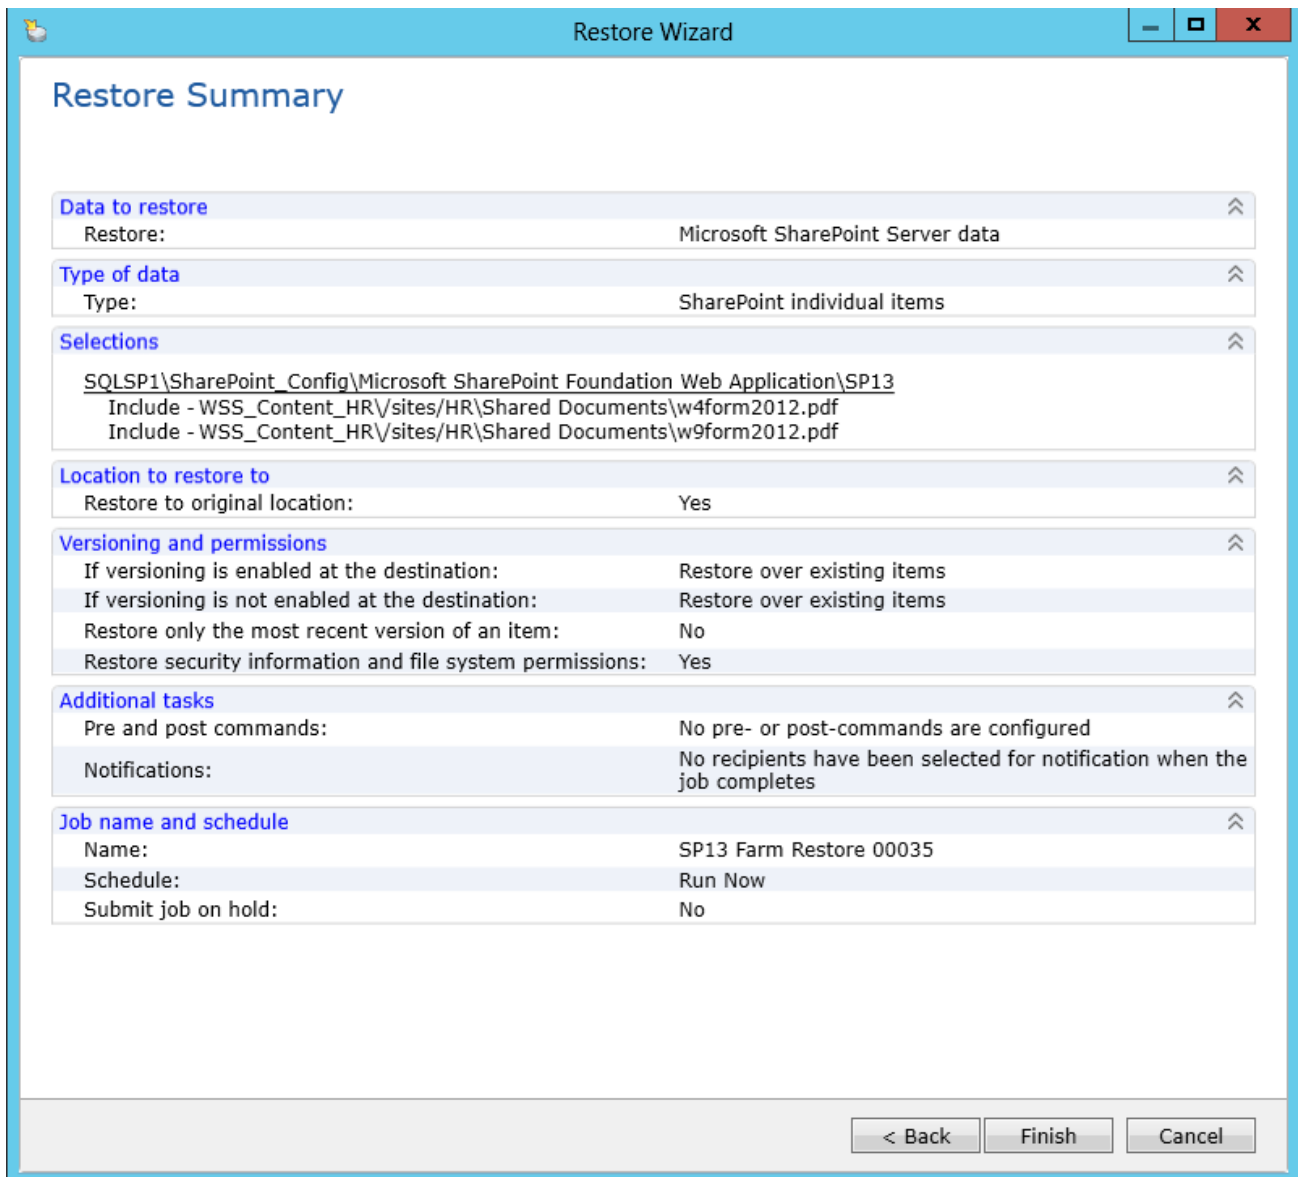 Restore Wizard
Restore Summary
Data to restore
Restore: Microsoft SharePoint Server data
Type of data
Type: SharePoint individual items
Selections
SQLSP1\SharePoint_Config\Microsoft SharePoint Foundation Web Application\SP13
Include - WSS_Content_HR\/sites/HR\Shared Documents\w4form2012.pdf
Include - WSS_Content_HR\/sites/HR\Shared Documents\w9form2012.pdf
Location to restore to
Restore to original location: Yes
Versioning and permissions
If versioning is enabled at the destination: Restore over existing items
If versioning is not enabled at the destination: Restore over existing items
Restore only the most recent version of an item: No
Restore security information and file system permissions: Yes
Additional tasks
Pre and post commands: No pre- or post-commands are configured
Notifications: No recipients have been selected for notification when the
job completes
Job name and schedule
Name: SP13 Farm Restore 00035
Schedule: Run Now
Submit job on hold: No
< Back Finish Cancel